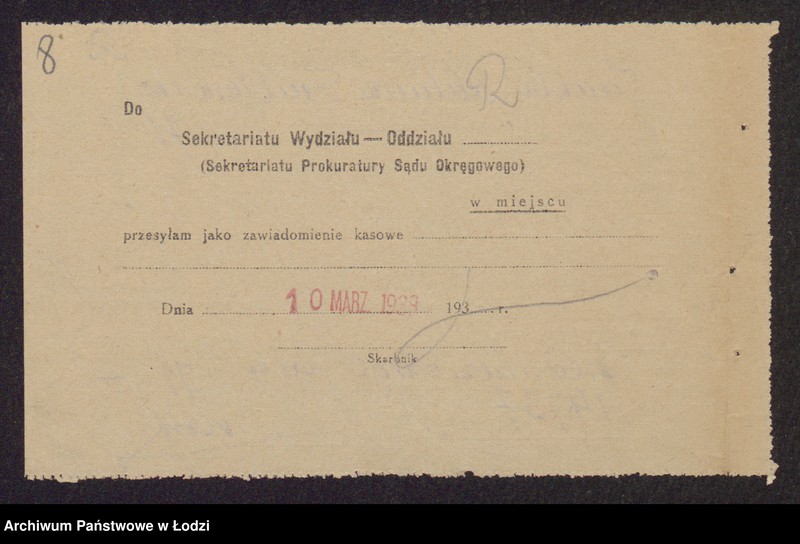 8
R
Do
Sekretariatu Wydziału — Oddziału ............
(Sekretariatu Prokuratury Sądu Okręgowego)
w miejscu
przesyłam jako zawiadomienie kasowe
Dnia 10 MARZ. 1939 193 r.
Skarbnik
Archiwum Państwowe w Łodzi